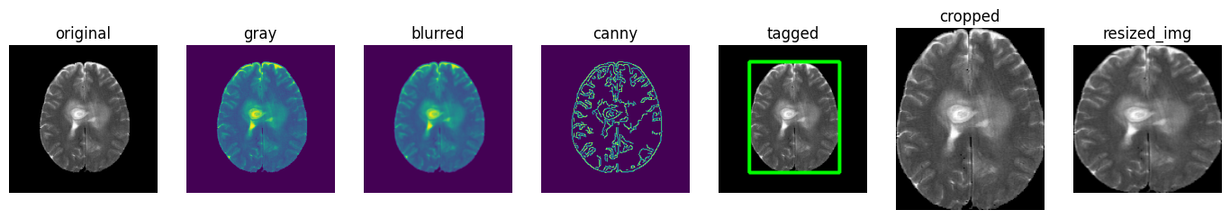 original
gray
blurred
canny
tagged
cropped
resized_img